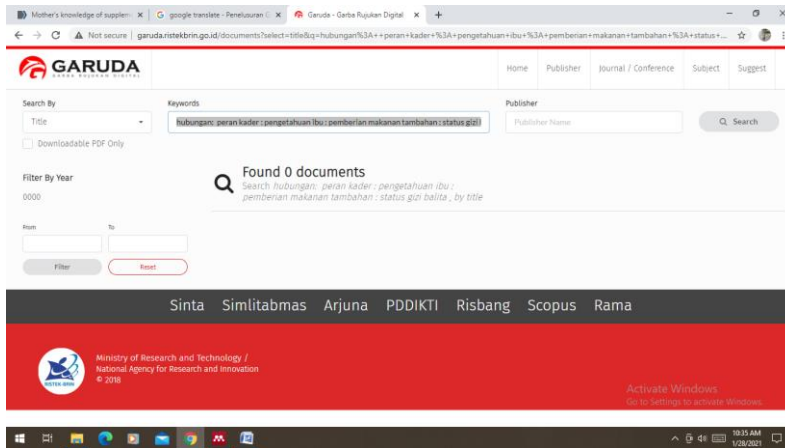 Mother's knowledge of supplem
google translate - Penelusuran G
Garuda - Garba Rujukan Digital
Not secure | garuda.ristekbrin.go.id/documents?select=title&q=hubungan%3A++peran+kader+%3A+pengetahuan+ibu+%3A+pemberian+makanan+tambahan+%3A+status+...
GARUDA
GARBA RUJUKAN DIGITAL
Home Publisher Journal / Conference Subject Suggest
Search By
Keywords
Publisher
Title
hubungan: peran kader : pengetahuan ibu : pemberian makanan tambahan : status gizi
Publisher Name
Search
Downloadable PDF Only
Filter By Year
0000
Found 0 documents
Search hubungan: peran kader : pengetahuan ibu :
pemberian makanan tambahan : status gizi balita , by title
From To
Filter Reset
Sinta Simlitabmas Arjuna PDDIKTI Risbang Scopus Rama
RISTEK-BRIN
Ministry of Research and Technology /
National Agency for Research and Innovation
© 2018
Activate Windows
Go to Settings to activate Windows.
10:35 AM
1/28/2021